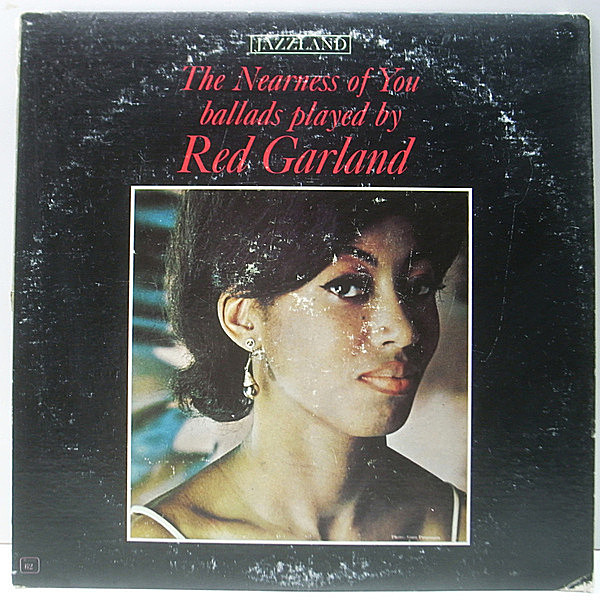 JAZZLAND
The Nearness of You
ballads played by
Red Garland